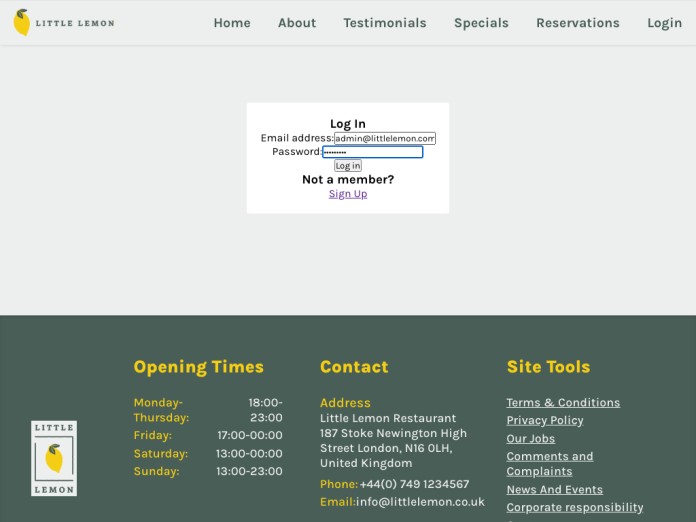 LITTLE LEMON
Home
About
Testimonials
Specials
Reservations
Login
Log In
Email address: admin@littlelemon.com
Password: •••••••••
Log in
Not a member?
Sign Up
LITTLE
LEMON
Opening Times
Monday-Thursday: 18:00-23:00
Friday: 17:00-00:00
Saturday: 13:00-00:00
Sunday: 13:00-23:00
Contact
Address
Little Lemon Restaurant
187 Stoke Newington High
Street London, N16 0LH,
United Kingdom
Phone: +44(0) 749 1234567
Email: info@littlelemon.co.uk
Site Tools
Terms & Conditions
Privacy Policy
Our Jobs
Comments and
Complaints
News And Events
Corporate responsibility